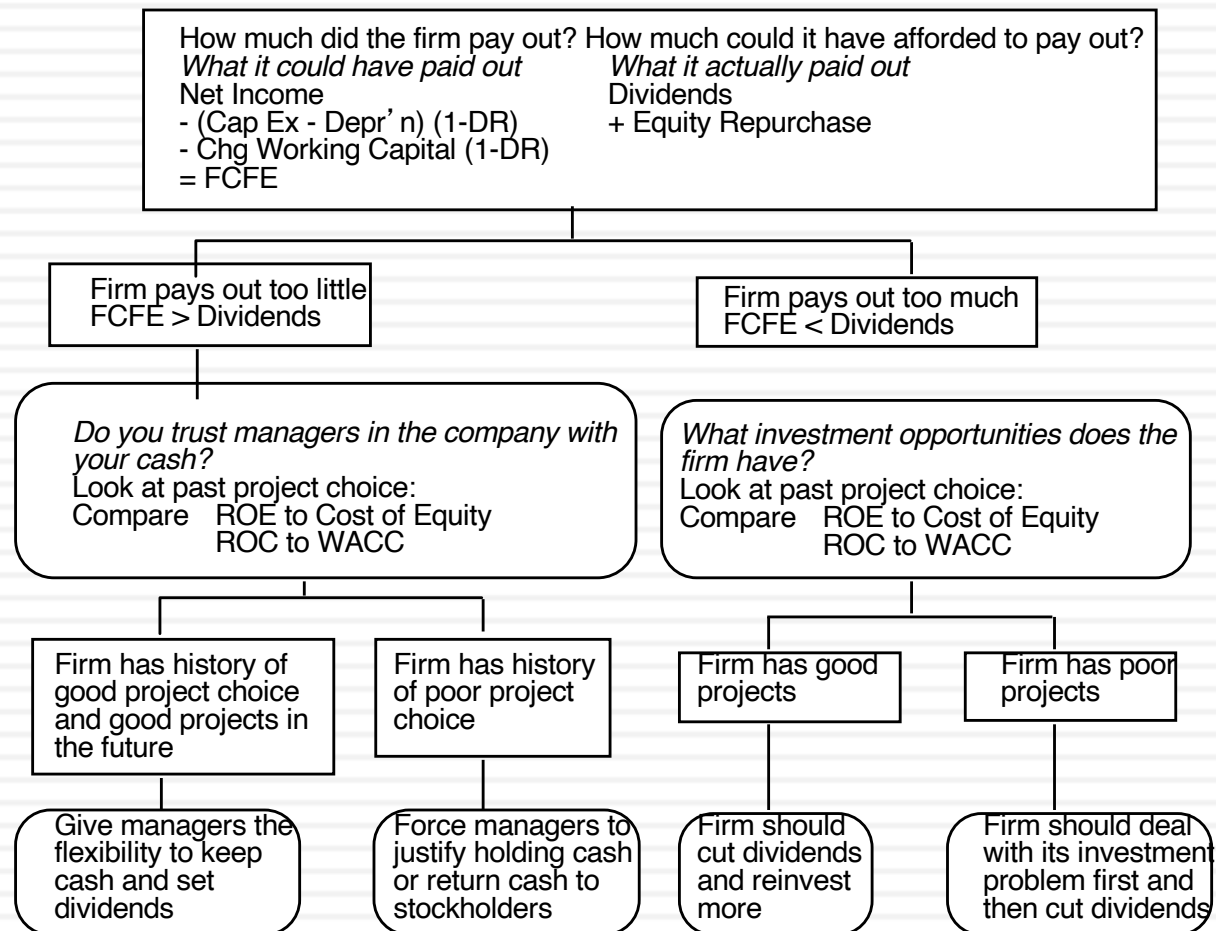 How much did the firm pay out? How much could it have afforded to pay out?
What it could have paid out
What it actually paid out
Net Income
Dividends
- (Cap Ex - Depr’n) (1-DR)
+ Equity Repurchase
- Chg Working Capital (1-DR)
= FCFE
Firm pays out too little
FCFE > Dividends
Firm pays out too much
FCFE < Dividends
Do you trust managers in the company with
your cash?
Look at past project choice:
Compare ROE to Cost of Equity
ROC to WACC
What investment opportunities does the
firm have?
Look at past project choice:
Compare ROE to Cost of Equity
ROC to WACC
Firm has history of
good project choice
and good projects in
the future
Firm has history
of poor project
choice
Firm has good
projects
Firm has poor
projects
Give managers the
flexibility to keep
cash and set
dividends
Force managers to
justify holding cash
or return cash to
stockholders
Firm should
cut dividends
and reinvest
more
Firm should deal
with its investment
problem first and
then cut dividends